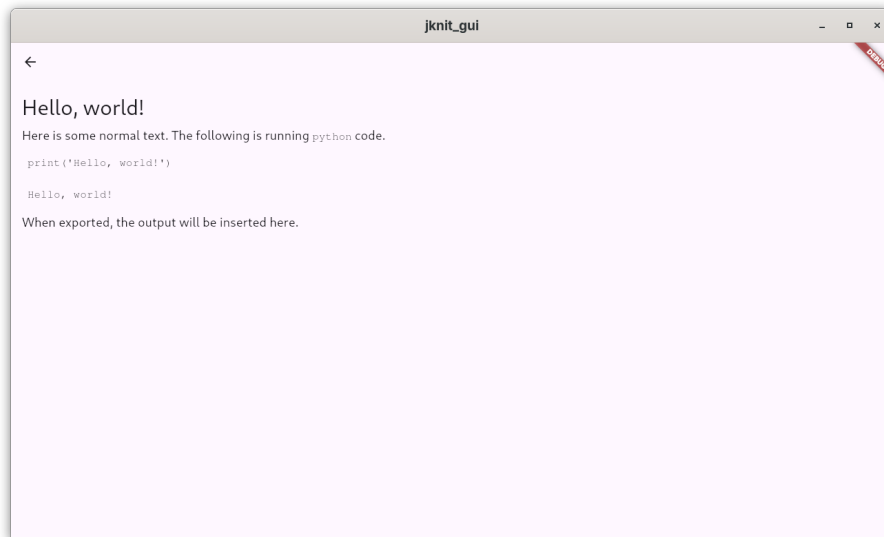 jknit_gui
DEBUG
Hello, world!
Here is some normal text. The following is running python code.
print('Hello, world!')
Hello, world!
When exported, the output will be inserted here.